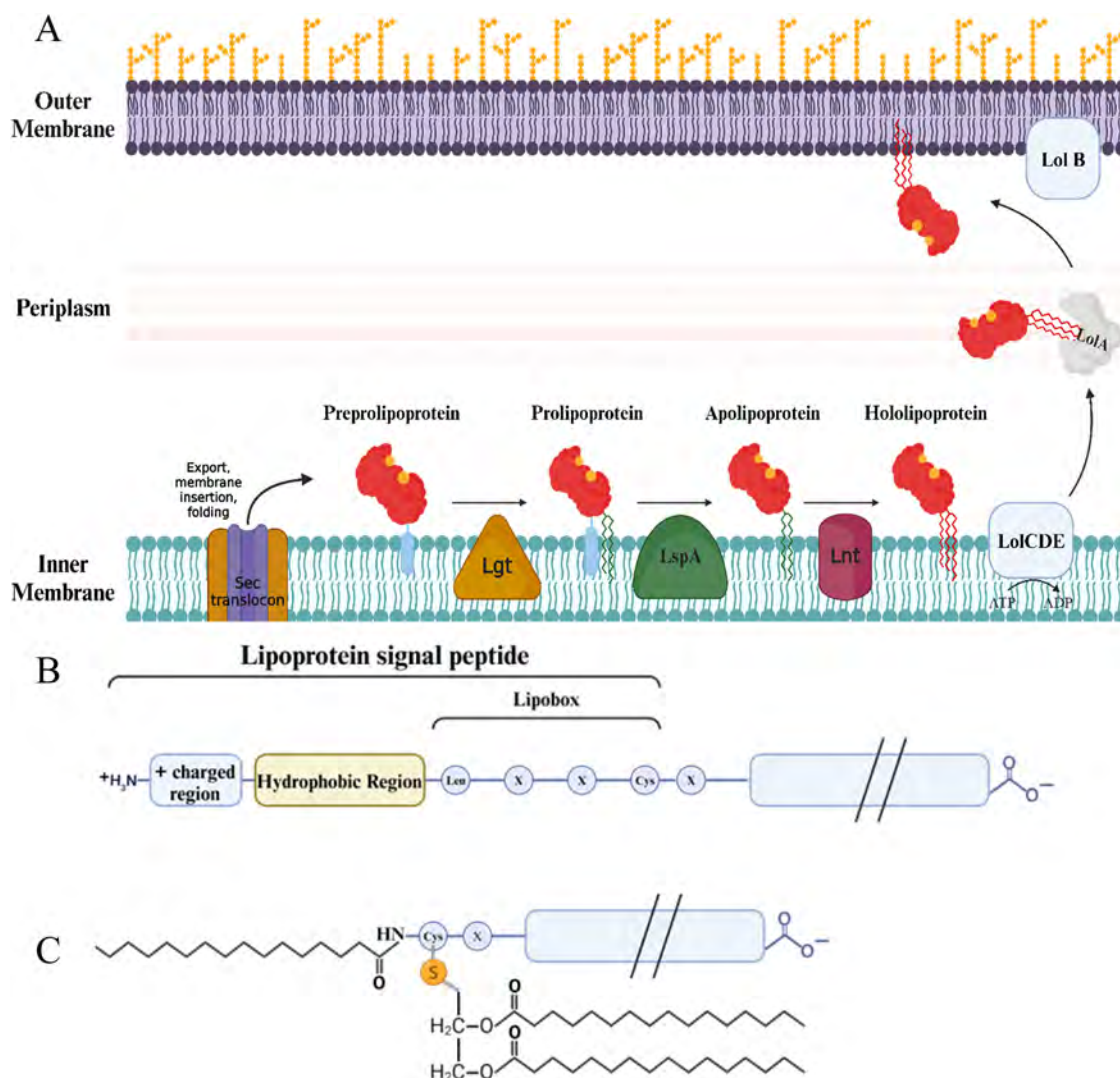 A
Outer
Membrane
Lol B
Periplasm
LolA
Preprolipoprotein
Prolipoprotein
Apolipoprotein
Hololipoprotein
Export,
membrane
insertion,
folding
Inner
Membrane
Sec
translocon
Lgt
LspA
Lnt
LolCDE
ATP
ADP
B
Lipoprotein signal peptide
Lipobox
+H3N
+ charged
region
Hydrophobic Region
Leu
X
X
Cys
X
O
O−
C
HN
Cys
X
O
O−
O
S
O
H2C
O
O
H2C
O